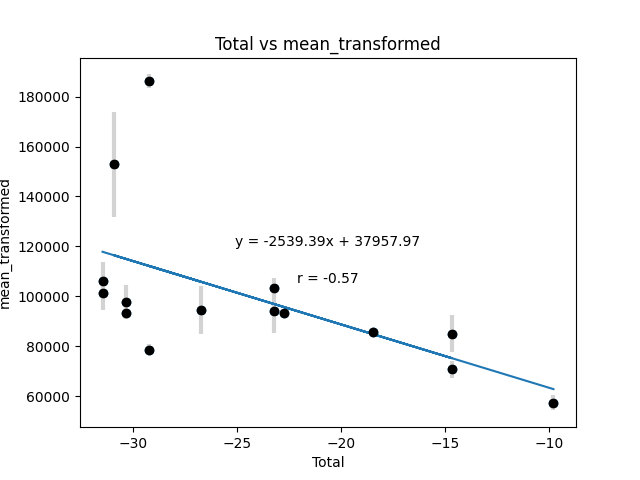 Total vs mean_transformed
mean_transformed
180000
160000
140000
120000
100000
80000
60000
y = -2539.39x + 37957.97
r = -0.57
−30
−25
−20
−15
−10
Total